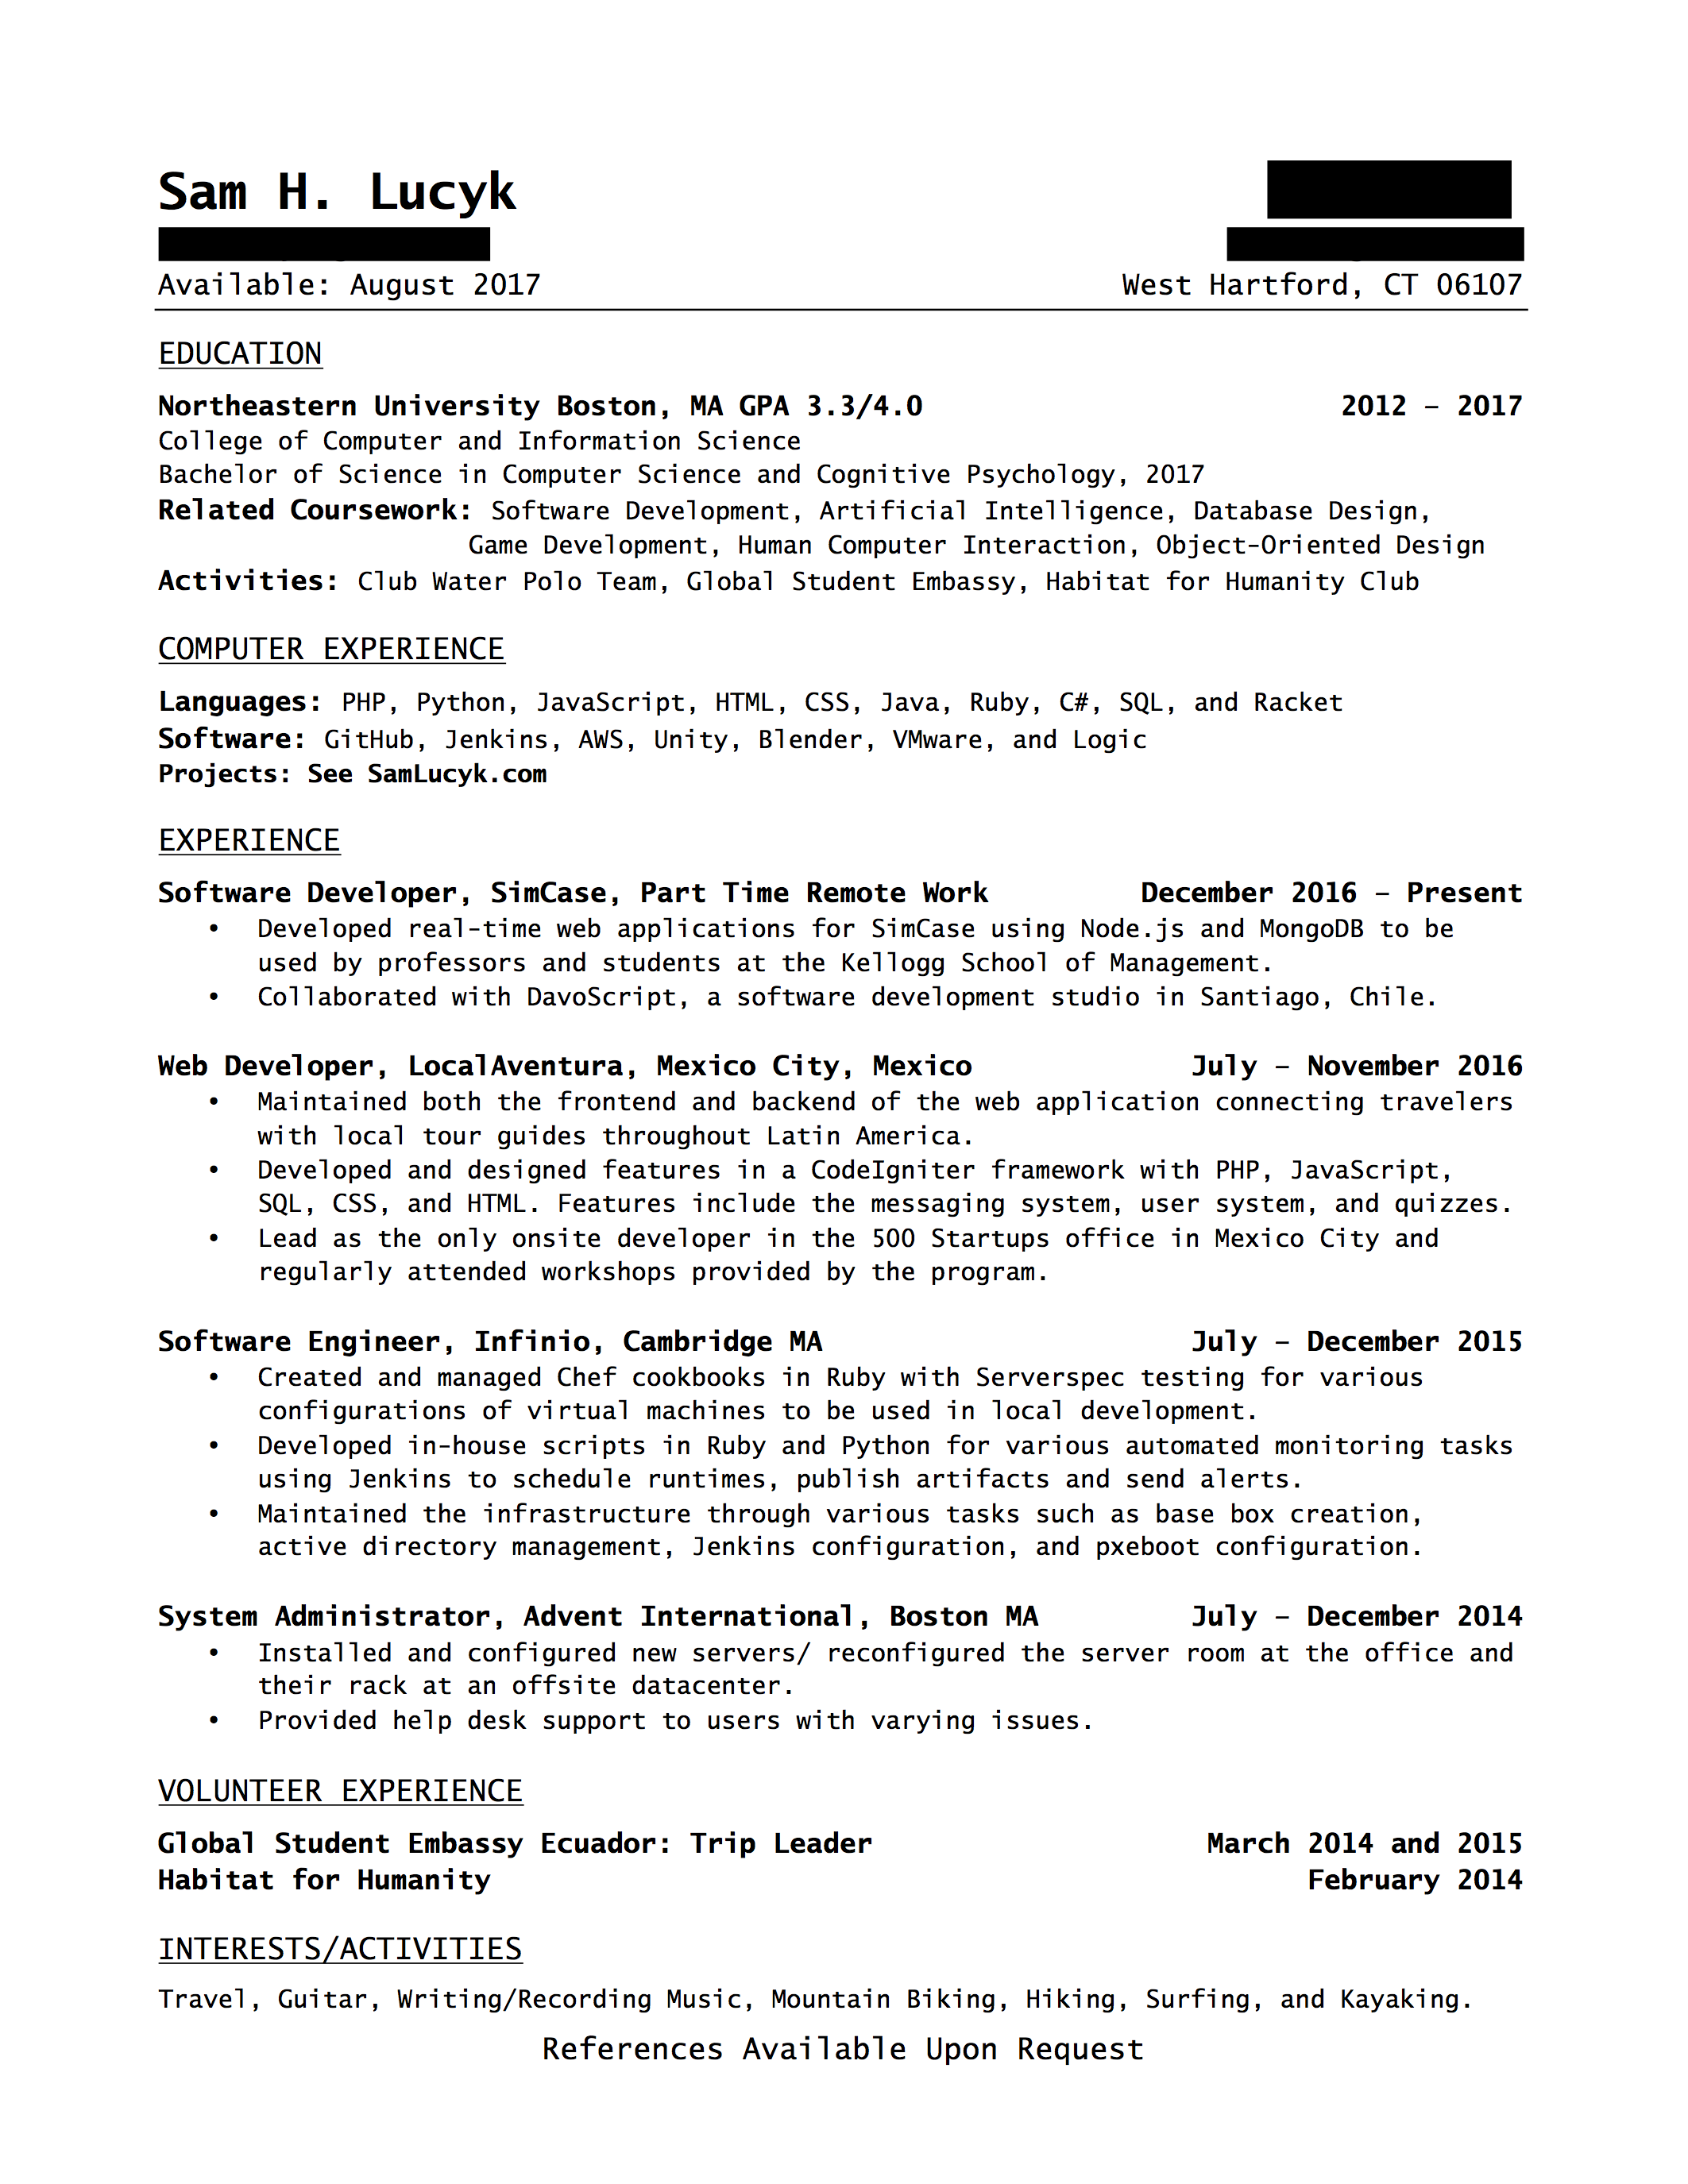 Sam H. Lucyk
Available: August 2017 West Hartford, CT 06107
EDUCATION
Northeastern University Boston, MA GPA 3.3/4.0 2012 – 2017
College of Computer and Information Science
Bachelor of Science in Computer Science and Cognitive Psychology, 2017
Related Coursework: Software Development, Artificial Intelligence, Database Design,
Game Development, Human Computer Interaction, Object-Oriented Design
Activities: Club Water Polo Team, Global Student Embassy, Habitat for Humanity Club
COMPUTER EXPERIENCE
Languages: PHP, Python, JavaScript, HTML, CSS, Java, Ruby, C#, SQL, and Racket
Software: GitHub, Jenkins, AWS, Unity, Blender, VMware, and Logic
Projects: See SamLucyk.com
EXPERIENCE
Software Developer, SimCase, Part Time Remote Work December 2016 – Present
• Developed real-time web applications for SimCase using Node.js and MongoDB to be
used by professors and students at the Kellogg School of Management.
• Collaborated with DavoScript, a software development studio in Santiago, Chile.
Web Developer, LocalAventura, Mexico City, Mexico July – November 2016
• Maintained both the frontend and backend of the web application connecting travelers
with local tour guides throughout Latin America.
• Developed and designed features in a CodeIgniter framework with PHP, JavaScript,
SQL, CSS, and HTML. Features include the messaging system, user system, and quizzes.
• Lead as the only onsite developer in the 500 Startups office in Mexico City and
regularly attended workshops provided by the program.
Software Engineer, Infinio, Cambridge MA July – December 2015
• Created and managed Chef cookbooks in Ruby with Serverspec testing for various
configurations of virtual machines to be used in local development.
• Developed in-house scripts in Ruby and Python for various automated monitoring tasks
using Jenkins to schedule runtimes, publish artifacts and send alerts.
• Maintained the infrastructure through various tasks such as base box creation,
active directory management, Jenkins configuration, and pxeboot configuration.
System Administrator, Advent International, Boston MA July – December 2014
• Installed and configured new servers/ reconfigured the server room at the office and
their rack at an offsite datacenter.
• Provided help desk support to users with varying issues.
VOLUNTEER EXPERIENCE
Global Student Embassy Ecuador: Trip Leader March 2014 and 2015
Habitat for Humanity February 2014
INTERESTS/ACTIVITIES
Travel, Guitar, Writing/Recording Music, Mountain Biking, Hiking, Surfing, and Kayaking.
References Available Upon Request